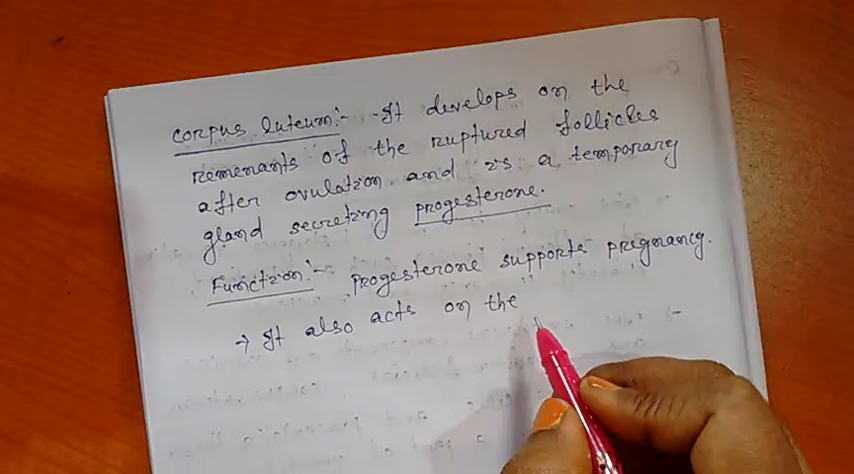 Corpus luteum:- It develops on the
remenants of the ruptured follicles
after ovulation and is a temporary
gland secreting progesterone.
Function:- Progesterone supports pregnancy.
→ It also acts on the